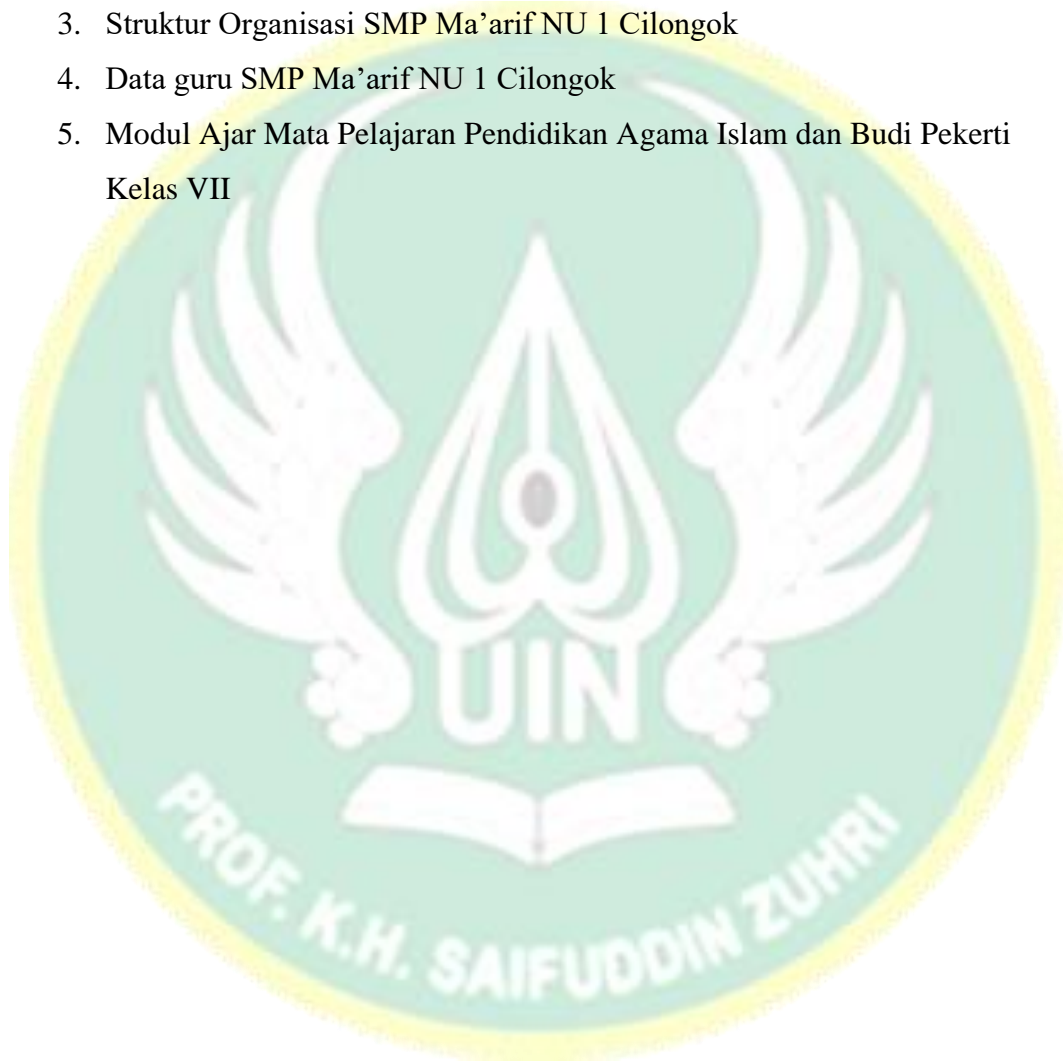 3. Struktur Organisasi SMP Ma’arif NU 1 Cilongok
4. Data guru SMP Ma’arif NU 1 Cilongok
5. Modul Ajar Mata Pelajaran Pendidikan Agama Islam dan Budi Pekerti
Kelas VII
UIN
PROF. K.H. SAIFUDDIN ZUHRI